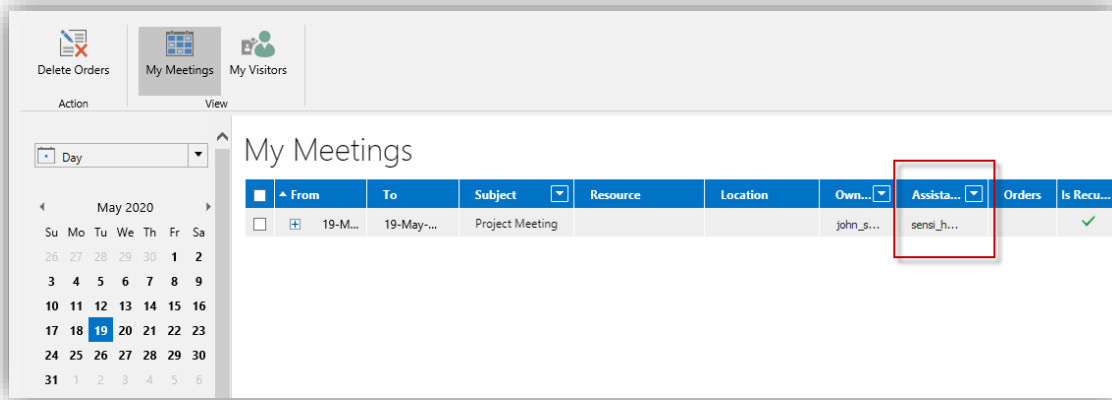 Delete Orders
My Meetings
My Visitors
Action
View
Day
My Meetings
From To Subject Resource Location Own... Assista... Orders Is Recu...
19-M... 19-May-... Project Meeting john_s... sensi_h...
May 2020
Su Mo Tu We Th Fr Sa
26 27 28 29 30 1 2
3 4 5 6 7 8 9
10 11 12 13 14 15 16
17 18 19 20 21 22 23
24 25 26 27 28 29 30
31 1 2 3 4 5 6